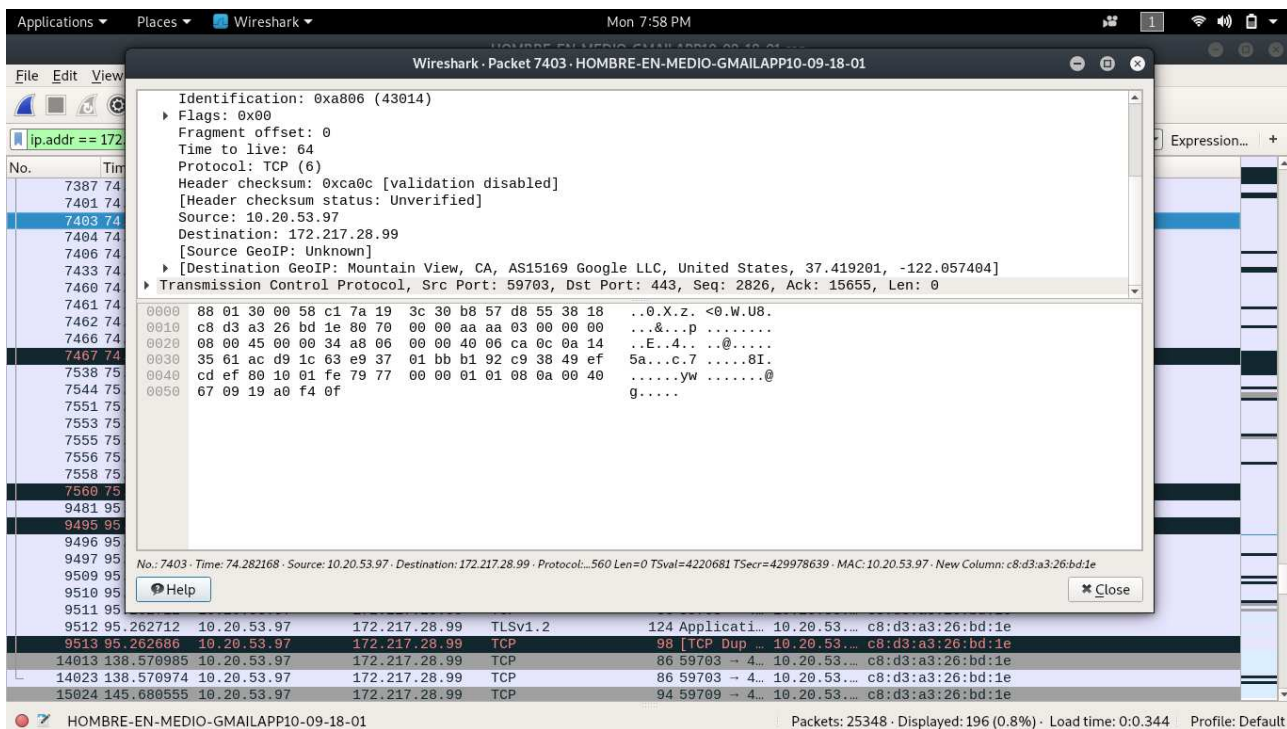 Applications Places Wireshark Mon 7:58 PM 1
Wireshark · Packet 7403 · HOMBRE-EN-MEDIO-GMAILAPP10-09-18-01
File Edit View
ip.addr == 172. Expression... +
No. Tim
Identification: 0xa806 (43014)
Flags: 0x00
Fragment offset: 0
Time to live: 64
Protocol: TCP (6)
Header checksum: 0xca0c [validation disabled]
[Header checksum status: Unverified]
Source: 10.20.53.97
Destination: 172.217.28.99
[Source GeoIP: Unknown]
[Destination GeoIP: Mountain View, CA, AS15169 Google LLC, United States, 37.419201, -122.057404]
Transmission Control Protocol, Src Port: 59703, Dst Port: 443, Seq: 2826, Ack: 15655, Len: 0
0000 88 01 30 00 58 c1 7a 19 3c 30 b8 57 d8 55 38 18 ..0.X.z. <0.W.U8.
0010 c8 d3 a3 26 bd 1e 80 70 00 00 aa aa 03 00 00 00 ...&...p ........
0020 08 00 45 00 00 34 a8 06 00 00 40 06 ca 0c 0a 14 ..E..4.. ..@.....
0030 35 61 ac d9 1c 63 e9 37 01 bb b1 92 c9 38 49 ef 5a...c.7 .....8I.
0040 cd ef 80 10 01 fe 79 77 00 00 01 01 08 0a 00 40 ......yw .......@
0050 67 09 19 a0 f4 0f g.....
7387 74
7401 74
7403 74
7404 74
7406 74
7433 74
7460 74
7461 74
7462 74
7466 74
7467 74
7538 75
7544 75
7551 75
7553 75
7555 75
7556 75
7558 75
7560 75
9481 95
9495 95
9496 95
9497 95
9509 95
9510 95
9511 95
No.: 7403 · Time: 74.282168 · Source: 10.20.53.97 · Destination: 172.217.28.99 · Protocol:...560 Len=0 TSval=4220681 TSecr=429978639 · MAC: 10.20.53.97 · New Column: c8:d3:a3:26:bd:1e
Help Close
9512 95.262712 10.20.53.97 172.217.28.99 TLSv1.2 124 Applicati… 10.20.53.… c8:d3:a3:26:bd:1e
9513 95.262686 10.20.53.97 172.217.28.99 TCP 98 [TCP Dup … 10.20.53.… c8:d3:a3:26:bd:1e
14013 138.570985 10.20.53.97 172.217.28.99 TCP 86 59703 → 4… 10.20.53.… c8:d3:a3:26:bd:1e
14023 138.570974 10.20.53.97 172.217.28.99 TCP 86 59703 → 4… 10.20.53.… c8:d3:a3:26:bd:1e
15024 145.680555 10.20.53.97 172.217.28.99 TCP 94 59709 → 4… 10.20.53.… c8:d3:a3:26:bd:1e
HOMBRE-EN-MEDIO-GMAILAPP10-09-18-01 Packets: 25348 · Displayed: 196 (0.8%) · Load time: 0:0.344 Profile: Default